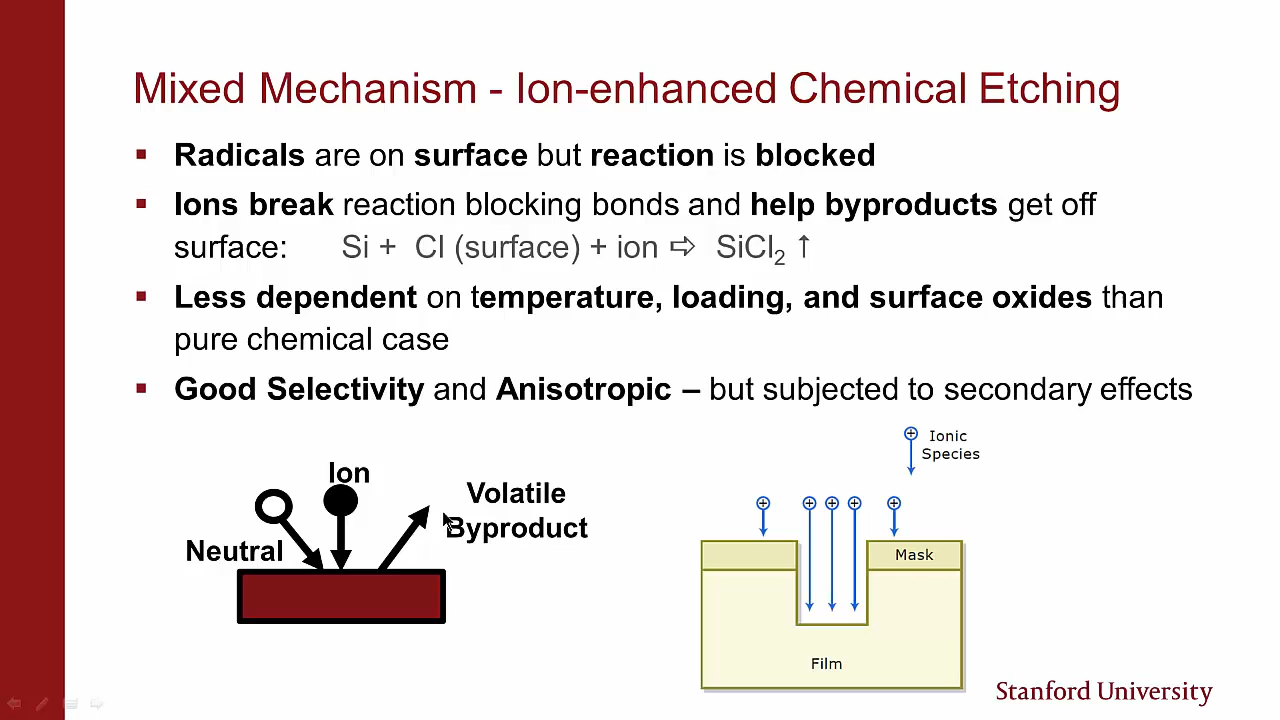 Mixed Mechanism - Ion-enhanced Chemical Etching
▪ Radicals are on surface but reaction is blocked
▪ Ions break reaction blocking bonds and help byproducts get off
surface: Si + Cl (surface) + ion ⇨ SiCl₂ ↑
▪ Less dependent on temperature, loading, and surface oxides than
pure chemical case
▪ Good Selectivity and Anisotropic – but subjected to secondary effects
Ion
Neutral
Volatile
Byproduct
Ionic
Species
Mask
Film
Stanford University